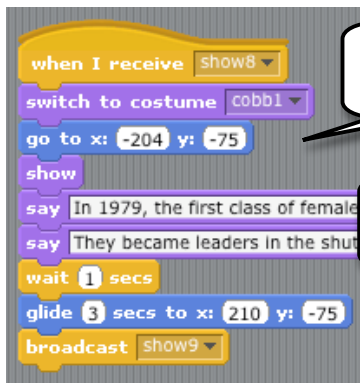 when I receive show8
switch to costume cobb1
go to x: -204 y: -75
show
say In 1979, the first class of female
say They became leaders in the shut
wait 1 secs
glide 3 secs to x: 210 y: -75
broadcast show9